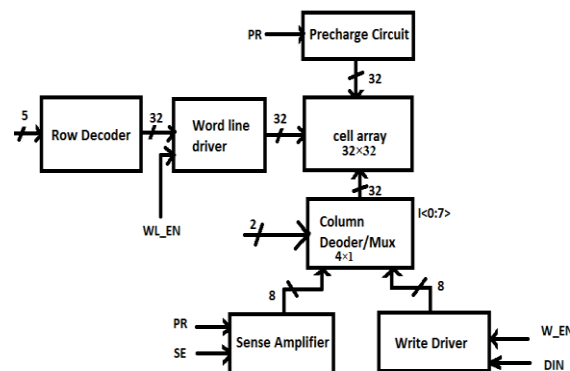 PR
Precharge Circuit
32
5
Row Decoder
32
Word line
driver
32
cell array
32×32
WL_EN
32
2
Column
Deoder/Mux
4×1
I<0:7>
8
8
PR
SE
Sense Amplifier
Write Driver
W_EN
DIN